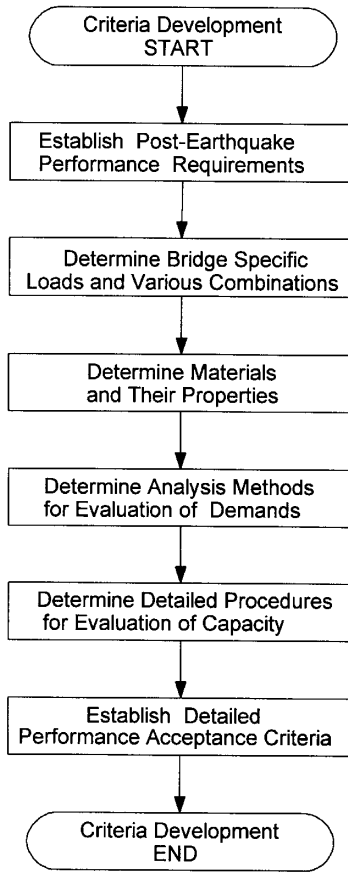 Criteria Development
START
Establish Post-Earthquake
Performance Requirements
Determine Bridge Specific
Loads and Various Combinations
Determine Materials
and Their Properties
Determine Analysis Methods
for Evaluation of Demands
Determine Detailed Procedures
for Evaluation of Capacity
Establish Detailed
Performance Acceptance Criteria
Criteria Development
END